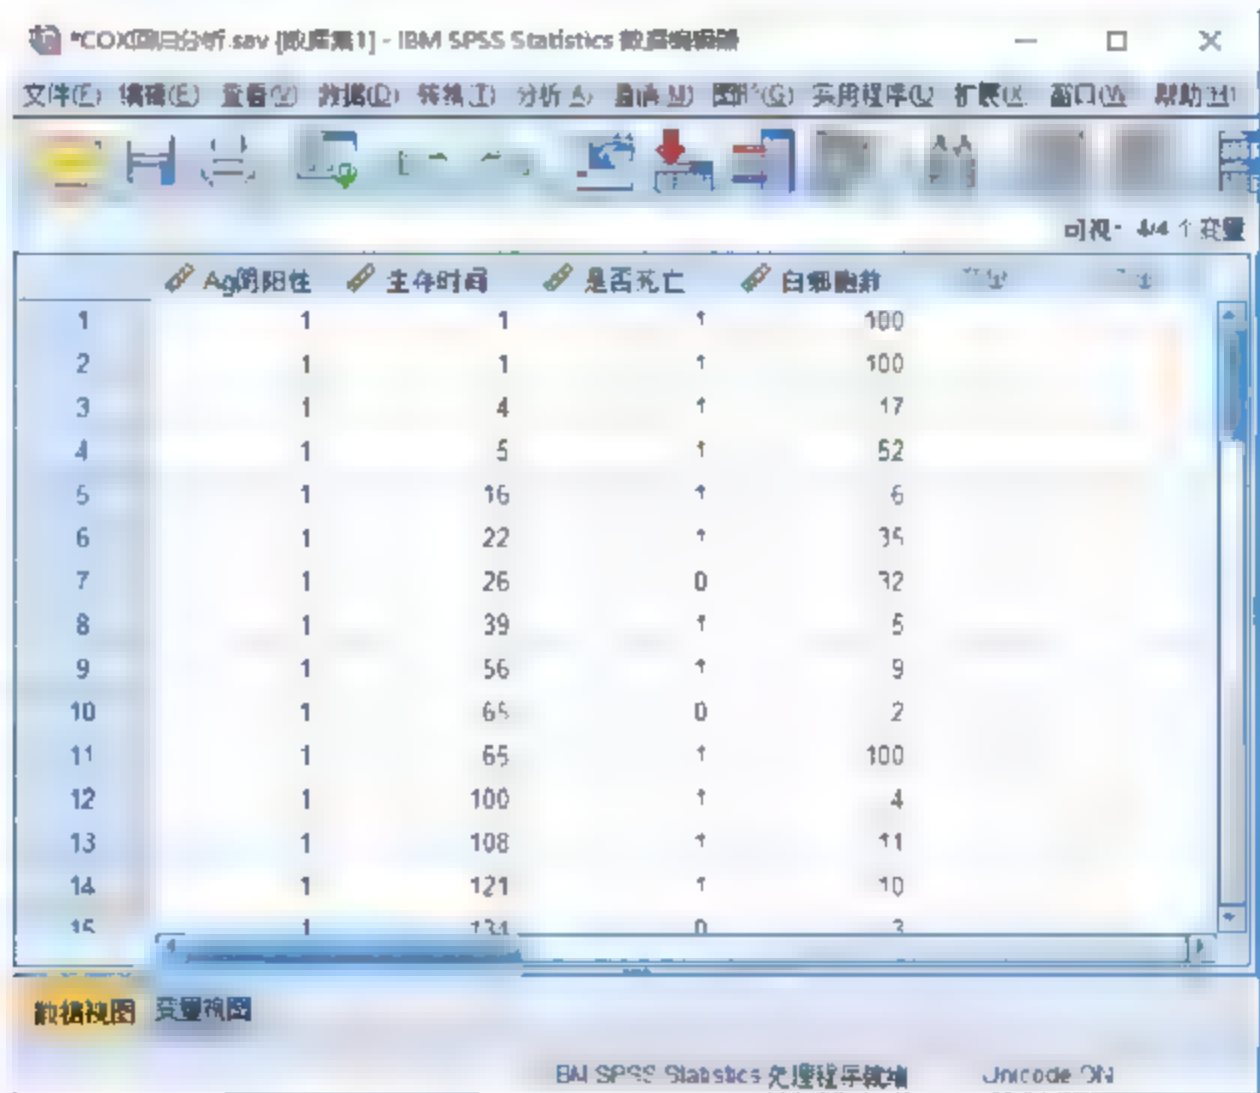 *COX回归分析.sav [数据集1] - IBM SPSS Statistics 数据编辑器
文件(F) 编辑(E) 查看(V) 数据(D) 转换(T) 分析(A) 直销(M) 图形(G) 实用程序(U) 扩展(X) 窗口(W) 帮助(H)
可视: 4/4 个变量
Ag阴阳性 生存时间 是否死亡 白细胞数
1 1 1 1 100
2 1 1 1 100
3 1 4 1 17
4 1 5 1 52
5 1 16 1 6
6 1 22 1 35
7 1 26 0 32
8 1 39 1 5
9 1 56 1 9
10 1 65 0 2
11 1 65 1 100
12 1 100 1 4
13 1 108 1 11
14 1 121 1 10
15 1 134 0 3
数据视图 变量视图
IBM SPSS Statistics 处理程序就绪 Unicode:ON